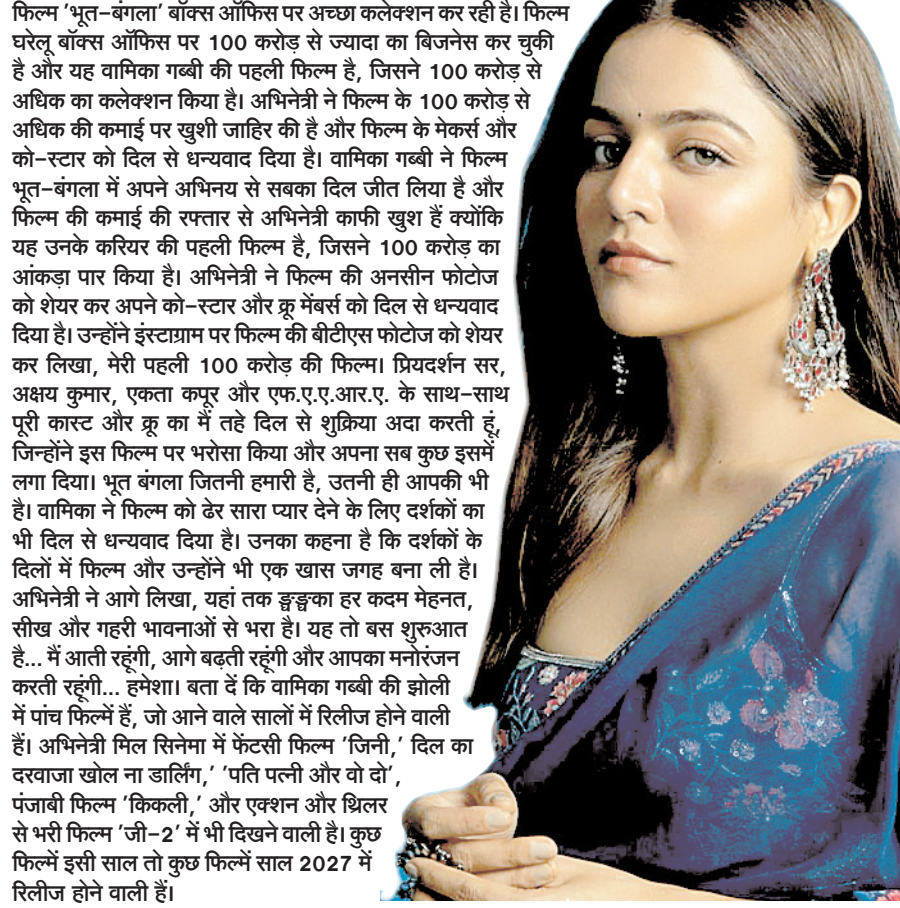 फिल्म 'भूत-बंगला' बॉक्स ऑफिस पर अच्छा कलेक्शन कर रही है। फिल्म
घरेलू बॉक्स ऑफिस पर 100 करोड़ से ज्यादा का बिजनेस कर चुकी
है और यह वामिका गब्बी की पहली फिल्म है, जिसने 100 करोड़ से
अधिक का कलेक्शन किया है। अभिनेत्री ने फिल्म के 100 करोड़ से
अधिक की कमाई पर खुशी जाहिर की है और फिल्म के मेकर्स और
को-स्टार को दिल से धन्यवाद दिया है। वामिका गब्बी ने फिल्म
भूत-बंगला में अपने अभिनय से सबका दिल जीत लिया है और
फिल्म की कमाई की रफ्तार से अभिनेत्री काफी खुश हैं क्योंकि
यह उनके करियर की पहली फिल्म है, जिसने 100 करोड़ का
आंकड़ा पार किया है। अभिनेत्री ने फिल्म की अनसीन फोटोज
को शेयर कर अपने को-स्टार और क्रू मेंबर्स को दिल से धन्यवाद
दिया है। उन्होंने इंस्टाग्राम पर फिल्म की बीटीएस फोटोज को शेयर
कर लिखा, मेरी पहली 100 करोड़ की फिल्म। प्रियदर्शन सर,
अक्षय कुमार, एकता कपूर और एफ.ए.ए.आर.ए. के साथ-साथ
पूरी कास्ट और क्रू का मैं तहे दिल से शुक्रिया अदा करती हूं,
जिन्होंने इस फिल्म पर भरोसा किया और अपना सब कुछ इसमें
लगा दिया। भूत बंगला जितनी हमारी है, उतनी ही आपकी भी
है। वामिका ने फिल्म को ढेर सारा प्यार देने के लिए दर्शकों का
भी दिल से धन्यवाद दिया है। उनका कहना है कि दर्शकों के
दिलों में फिल्म और उन्होंने भी एक खास जगह बना ली है।
अभिनेत्री ने आगे लिखा, यहां तक ङ्घङ्घका हर कदम मेहनत,
सीख और गहरी भावनाओं से भरा है। यह तो बस शुरुआत
है... मैं आती रहूंगी, आगे बढ़ती रहूंगी और आपका मनोरंजन
करती रहूंगी... हमेशा। बता दें कि वामिका गब्बी की झोली
में पांच फिल्में हैं, जो आने वाले सालों में रिलीज होने वाली
हैं। अभिनेत्री मिल सिनेमा में फेंटसी फिल्म 'जिनी,' दिल का
दरवाजा खोल ना डार्लिंग,' 'पति पत्नी और वो दो',
पंजाबी फिल्म 'किकली,' और एक्शन और थ्रिलर
से भरी फिल्म 'जी-2' में भी दिखने वाली है। कुछ
फिल्में इसी साल तो कुछ फिल्में साल 2027 में
रिलीज होने वाली हैं।